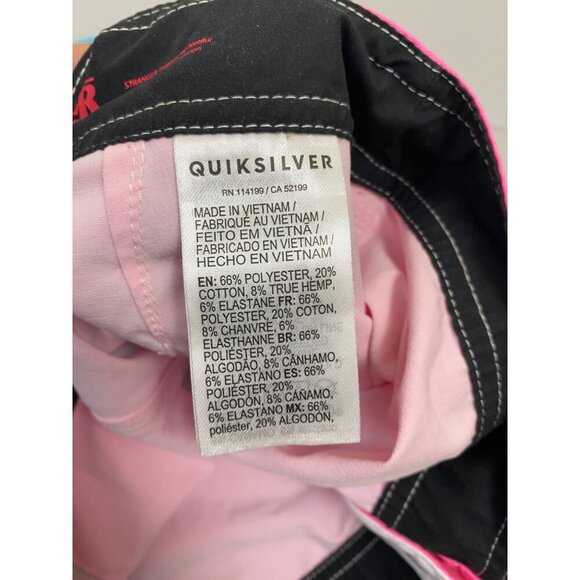 STRANGER
Netflix
QUIKSILVER
RN 114199 / CA 52199
MADE IN VIETNAM /
FABRIQUÉ AU VIETNAM /
FEITO EM VIETNÃ /
FABRICADO EN VIETNAM /
HECHO EN VIETNAM
EN: 66% POLYESTER, 20%
COTTON, 8% TRUE HEMP,
6% ELASTANE FR: 66%
POLYESTER, 20% COTON,
8% CHANVRE, 6%
ELASTHANNE BR: 66%
POLIÉSTER, 20%
ALGODÃO, 8% CÂNHAMO,
6% ELASTANO ES: 66%
POLIÉSTER, 20%
ALGODÓN, 8% CÁÑAMO,
6% ELASTANO MX: 66%
poliéster, 20% ALGODÓN,